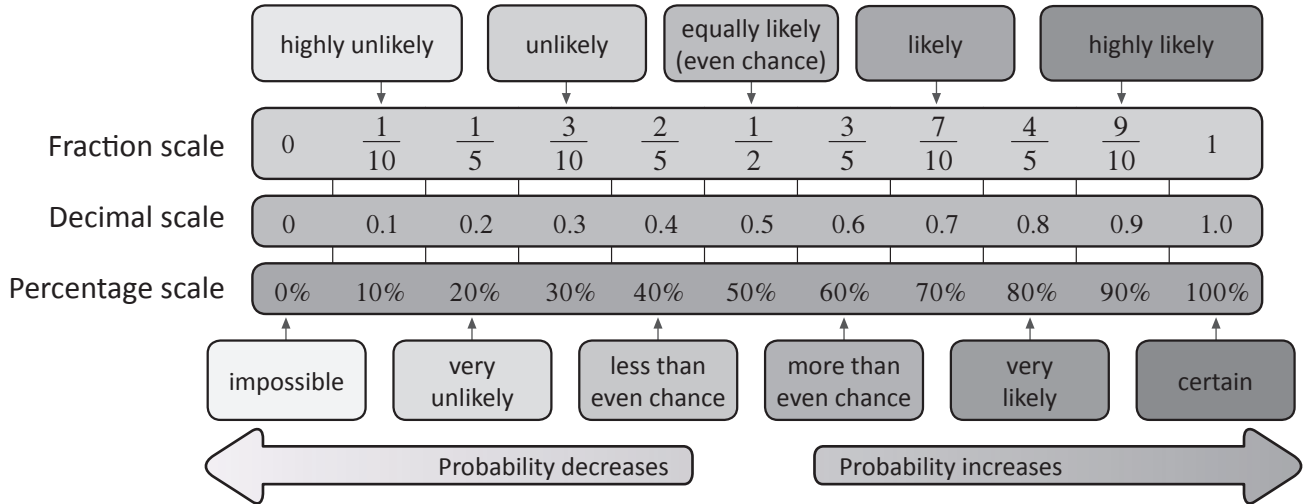 highly unlikely unlikely equally likely (even chance) likely highly likely
Fraction scale 0 1/10 1/5 3/10 2/5 1/2 3/5 7/10 4/5 9/10 1
Decimal scale 0 0.1 0.2 0.3 0.4 0.5 0.6 0.7 0.8 0.9 1.0
Percentage scale 0% 10% 20% 30% 40% 50% 60% 70% 80% 90% 100%
impossible very unlikely less than even chance more than even chance very likely certain
Probability decreases Probability increases